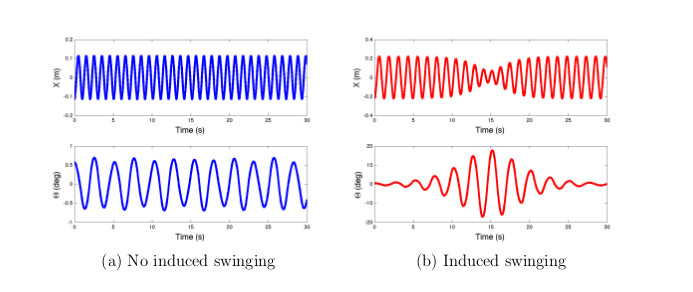 0.2
0.1
0
-0.1
-0.2
X (m)
0 5 10 15 20 25 30
Time (s)
1
0.5
0
-0.5
-1
Θ (deg)
0 5 10 15 20 25 30
Time (s)
(a) No induced swinging
0.4
0.2
0
-0.2
-0.4
X (m)
0 5 10 15 20 25 30
Time (s)
20
10
0
-10
-20
Θ (deg)
0 5 10 15 20 25 30
Time (s)
(b) Induced swinging